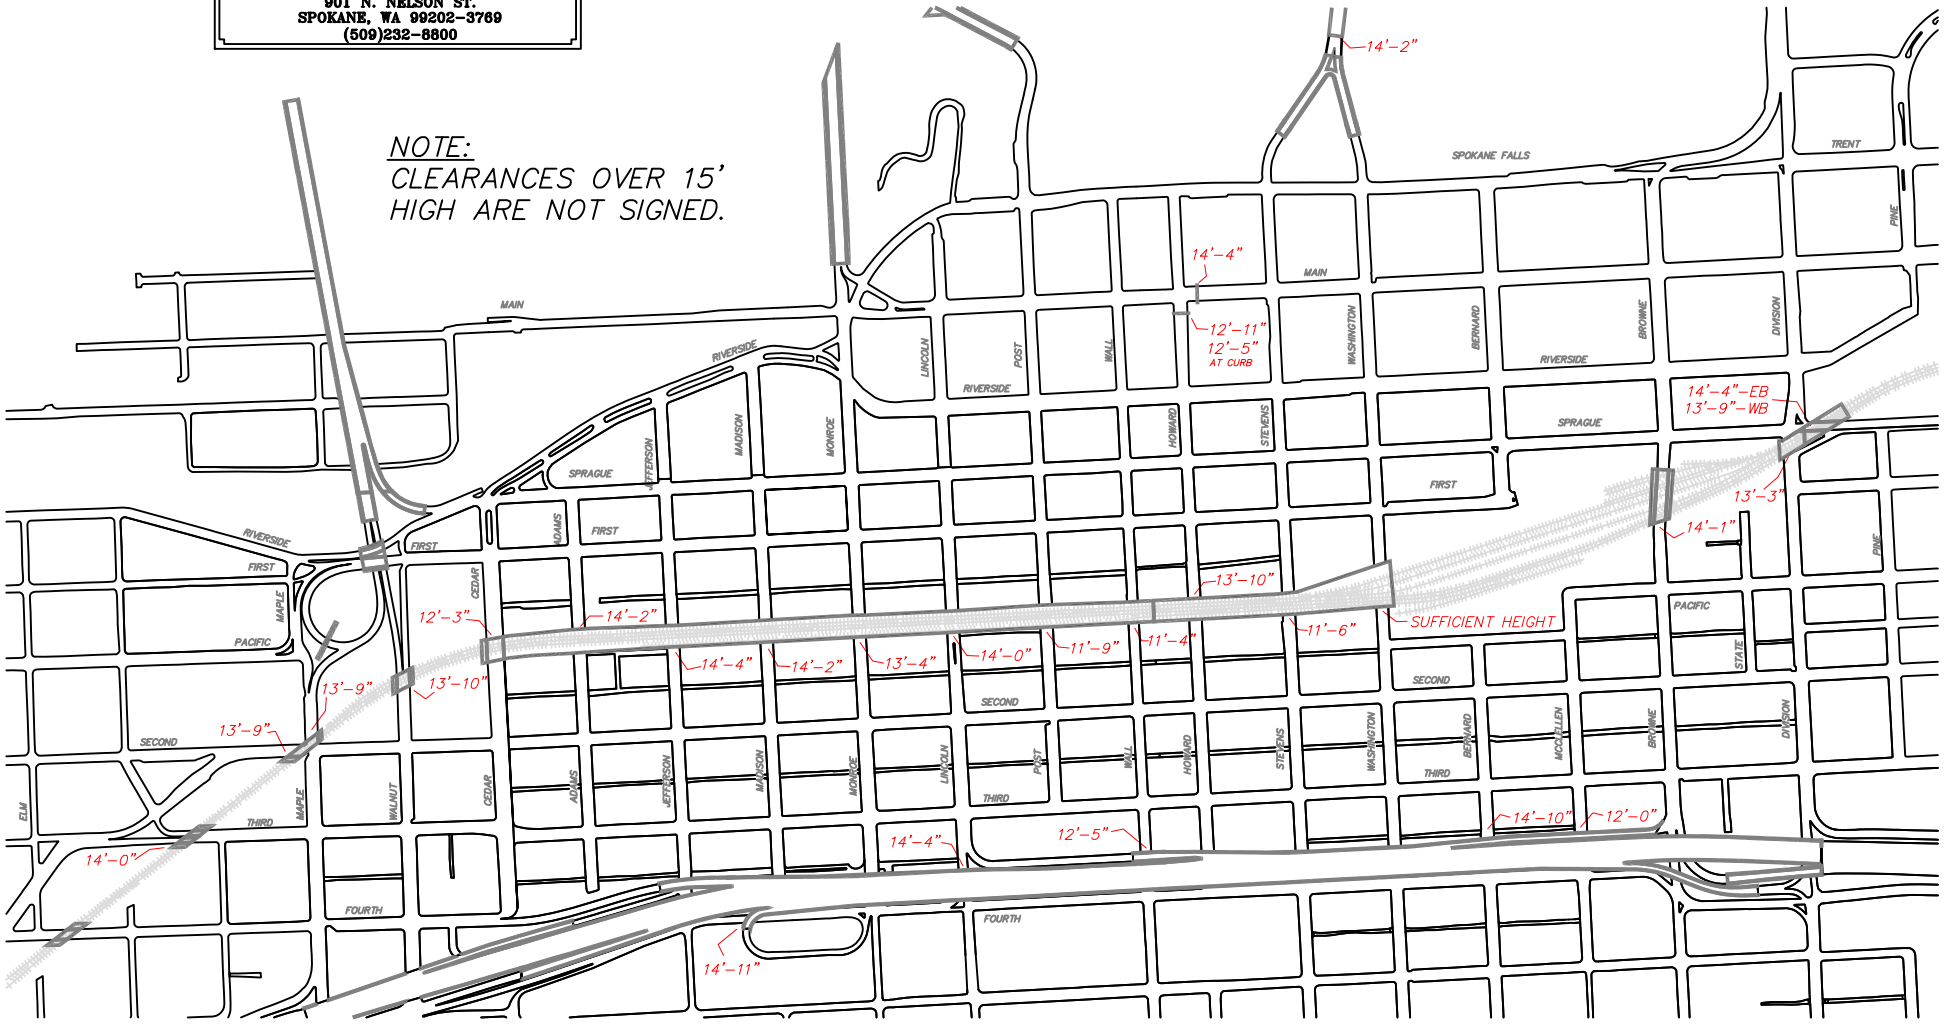 901 N. NELSON ST.
SPOKANE, WA 99202-3769
(509)232-8800
14'-2"
NOTE:
CLEARANCES OVER 15'
HIGH ARE NOT SIGNED.
SPOKANE FALLS
TRENT
PINE
14'-4"
MAIN
MAIN
12'-11"
12'-5"
AT CURB
RIVERSIDE
LINCOLN
POST
WALL
WASHINGTON
BERNARD
BROWNE
DIVISION
RIVERSIDE
RIVERSIDE
14'-4"-EB
13'-9"-WB
JEFFERSON
MADISON
MONROE
HOWARD
STEVENS
SPRAGUE
SPRAGUE
FIRST
13'-3"
RIVERSIDE
FIRST
FIRST
ADAMS
FIRST
14'-1"
PINE
MAPLE
CEDAR
13'-10"
PACIFIC
12'-3"
14'-2"
SUFFICIENT HEIGHT
11'-6"
PACIFIC
14'-4"
14'-2"
13'-4"
14'-0"
11'-9"
11'-4"
STATE
13'-9"
13'-10"
SECOND
SECOND
13'-9"
SECOND
ELM
MAPLE
WALNUT
CEDAR
ADAMS
JEFFERSON
MADISON
MONROE
LINCOLN
POST
WALL
HOWARD
STEVENS
WASHINGTON
BERNARD
MCCLELLEN
BROWNE
DIVISION
THIRD
THIRD
THIRD
14'-0"
14'-4"
12'-5"
14'-10"
12'-0"
FOURTH
FOURTH
14'-11"